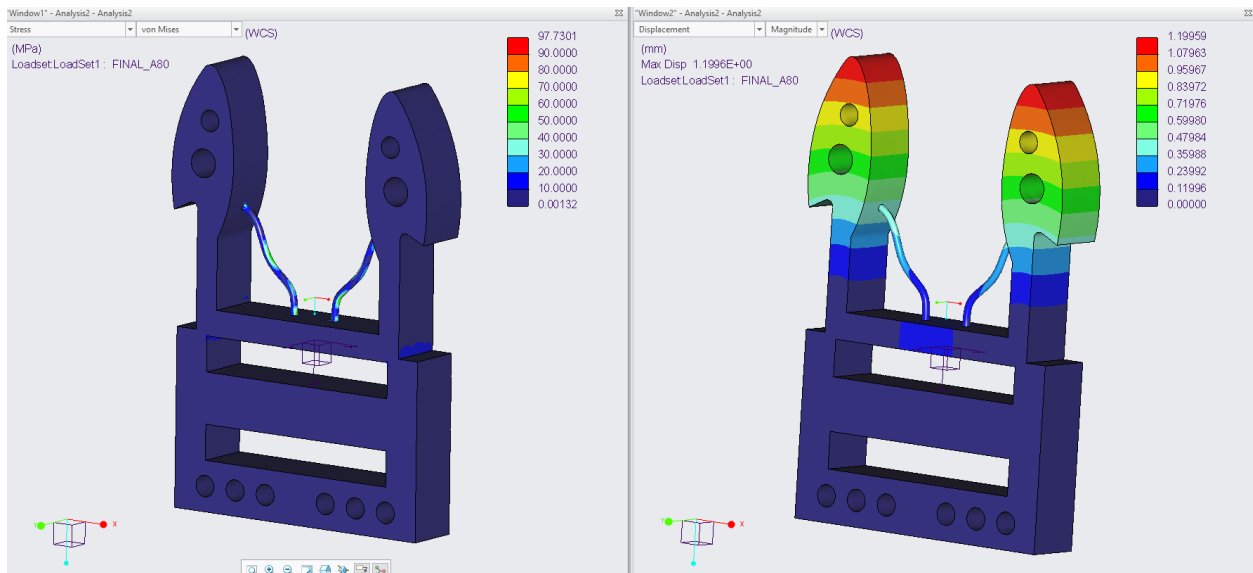 "Window1" - Analysis2 - Analysis2
Stress
von Mises
(WCS)
(MPa)
Loadset:LoadSet1 : FINAL_A80
97.7301
90.0000
80.0000
70.0000
60.0000
50.0000
40.0000
30.0000
20.0000
10.0000
0.00132
X
Y
"Window2" - Analysis2 - Analysis2
Displacement
Magnitude
(WCS)
(mm)
Max Disp 1.1996E+00
Loadset:LoadSet1 : FINAL_A80
1.19959
1.07963
0.95967
0.83972
0.71976
0.59980
0.47984
0.35988
0.23992
0.11996
0.00000
X